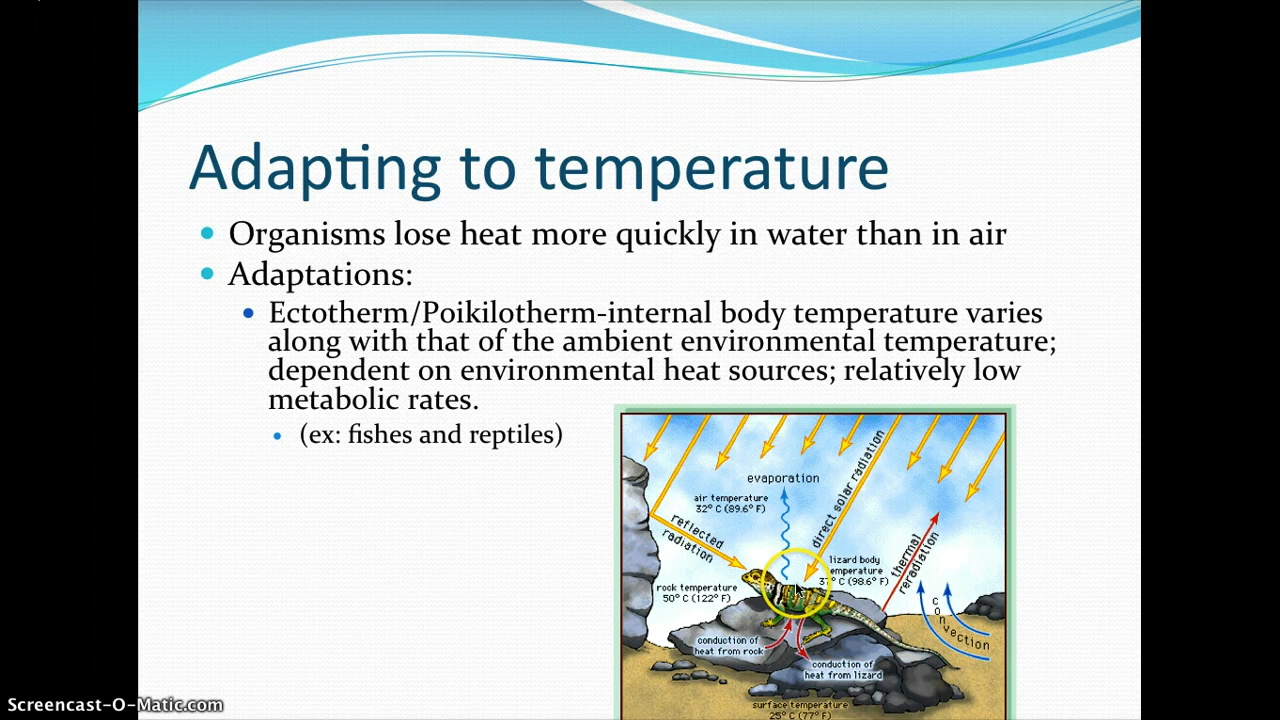 Adapting to temperature
Organisms lose heat more quickly in water than in air
Adaptations:
Ectotherm/Poikilotherm-internal body temperature varies
along with that of the ambient environmental temperature;
dependent on environmental heat sources; relatively low
metabolic rates.
(ex: fishes and reptiles)
evaporation
air temperature
32° C (89.6° F)
direct solar radiation
reflected
radiation
thermal
reradiation
lizard body
emperature
37° C (98.6° F)
rock temperature
50° C (122° F)
convection
conduction of
heat from rock
conduction of
heat from lizard
surface temperature
25° C (77° F)
Screencast-O-Matic.com